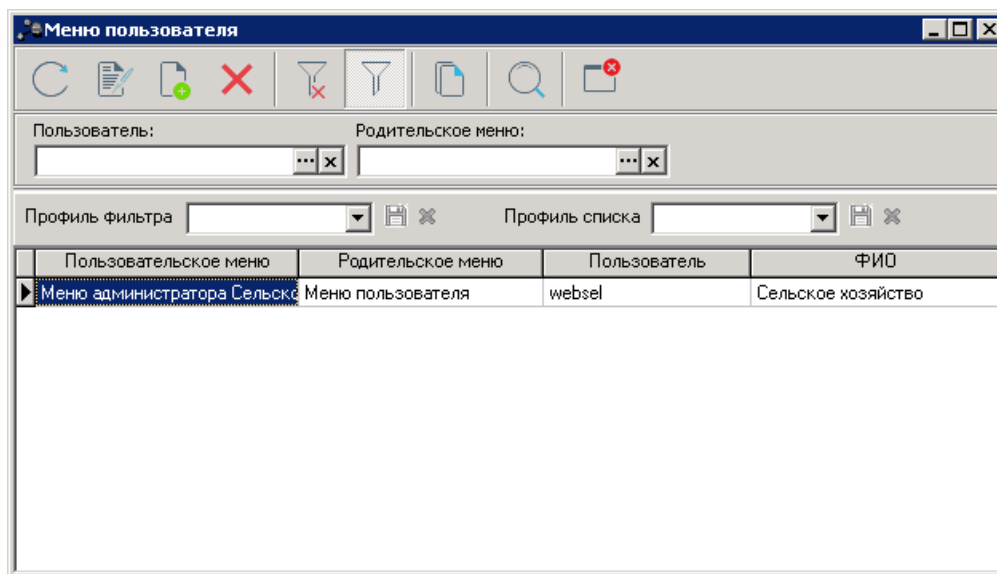 Меню пользователя
Пользователь: Родительское меню:
Профиль фильтра Профиль списка
Пользовательское меню Родительское меню Пользователь ФИО
Меню администратора Сельско Меню пользователя websel Сельское хозяйство